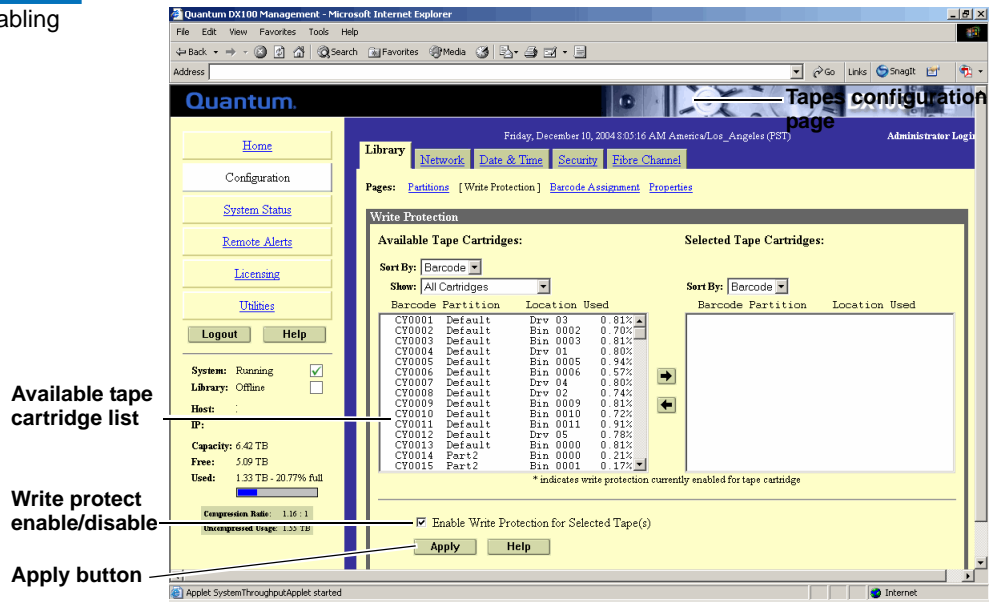 abling
Quantum DX100 Management - Microsoft Internet Explorer
File Edit View Favorites Tools Help
Back Search Favorites Media
Address Go Links SnagIt
Quantum.
Tapes configuration
page
Friday, December 10, 2004 8:05:16 AM America/Los_Angeles (PST) Administrator Login
Home
Configuration
System Status
Remote Alerts
Licensing
Utilities
Logout Help
System: Running
Library: Offline
Host: :
IP:
Capacity: 6.42 TB
Free: 5.09 TB
Used: 1.33 TB - 20.77% full
Compression Ratio: 1.16 : 1
Uncompressed Usage: 1.55 TB
Library Network Date & Time Security Fibre Channel
Pages: Partitions [ Write Protection ] Barcode Assignment Properties
Write Protection
Available Tape Cartridges:
Sort By: Barcode
Show: All Cartridges
Barcode Partition Location Used
CY0001 Default Drv 03 0.81%
CY0002 Default Bin 0002 0.70%
CY0003 Default Bin 0003 0.81%
CY0004 Default Drv 01 0.80%
CY0005 Default Bin 0005 0.94%
CY0006 Default Bin 0006 0.57%
CY0007 Default Drv 04 0.80%
CY0008 Default Drv 02 0.74%
CY0009 Default Bin 0009 0.81%
CY0010 Default Bin 0010 0.72%
CY0011 Default Bin 0011 0.91%
CY0012 Default Drv 05 0.78%
CY0013 Default Bin 0000 0.81%
CY0014 Part2 Bin 0000 0.21%
CY0015 Part2 Bin 0001 0.17%
Selected Tape Cartridges:
Sort By: Barcode
Barcode Partition Location Used
* indicates write protection currently enabled for tape cartridge
Enable Write Protection for Selected Tape(s)
Apply Help
Available tape
cartridge list
Write protect
enable/disable
Apply button
Applet SystemThroughputApplet started Internet